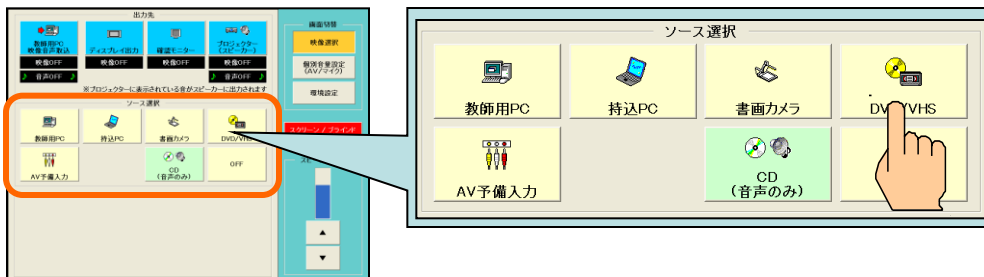 出力先
教師用PC
映像音声取込
ディスプレイ出力
確認モニター
プロジェクター
(スピーカー)
映像OFF
映像OFF
映像OFF
映像OFF
♪ 音声OFF ♪
♪ 音声OFF ♪
※プロジェクターに表示されている音がスピーカーに出力されます
ソース選択
教師用PC
持込PC
書画カメラ
DVD/VHS
AV予備入力
CD
(音声のみ)
OFF
画面切替
映像選択
個別音量設定
(AV/マイク)
環境設定
スクリーン / ブラインド
▲
▼
ソース選択
教師用PC
持込PC
書画カメラ
DVD/VHS
AV予備入力
CD
(音声のみ)